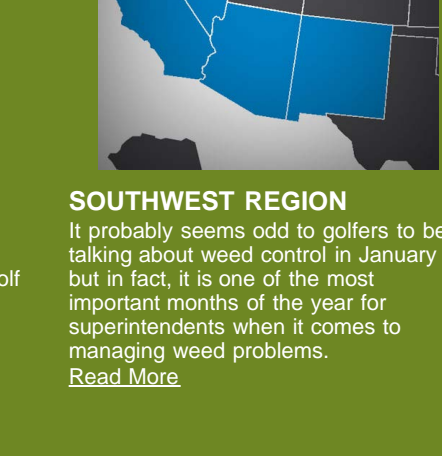 SOUTHWEST REGION
It probably seems odd to golfers to be
talking about weed control in January
olf but in fact, it is one of the most
important months of the year for
superintendents when it comes to
managing weed problems.
Read More